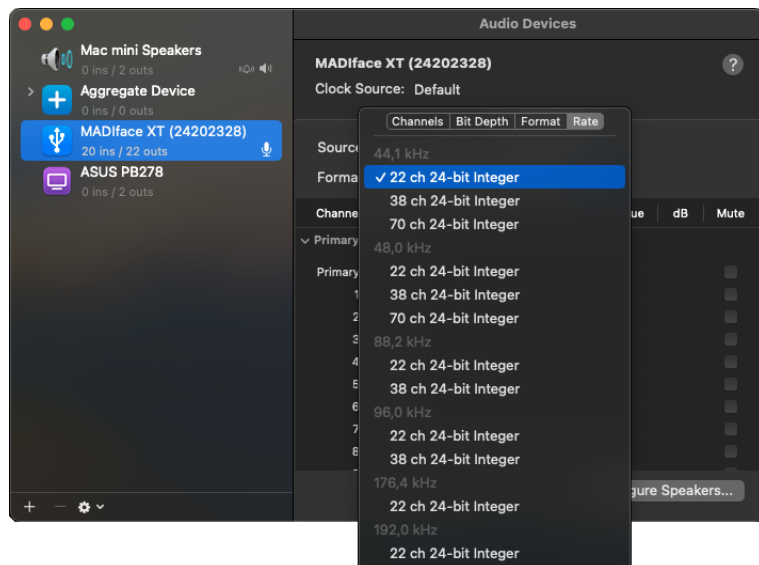 Audio Devices
Mac mini Speakers
0 ins / 2 outs
Aggregate Device
0 ins / 0 outs
MADIface XT (24202328)
20 ins / 22 outs
ASUS PB278
0 ins / 2 outs
MADIface XT (24202328)
?
Clock Source: Default
Channels Bit Depth Format Rate
44,1 kHz
✓ 22 ch 24-bit Integer
38 ch 24-bit Integer
70 ch 24-bit Integer
48,0 kHz
22 ch 24-bit Integer
38 ch 24-bit Integer
70 ch 24-bit Integer
88,2 kHz
22 ch 24-bit Integer
38 ch 24-bit Integer
96,0 kHz
22 ch 24-bit Integer
38 ch 24-bit Integer
176,4 kHz
22 ch 24-bit Integer
192,0 kHz
22 ch 24-bit Integer
Source
Forma
Channe ue dB Mute
Primary
Primary
1
2
3
4
5
6
7
8
gure Speakers...